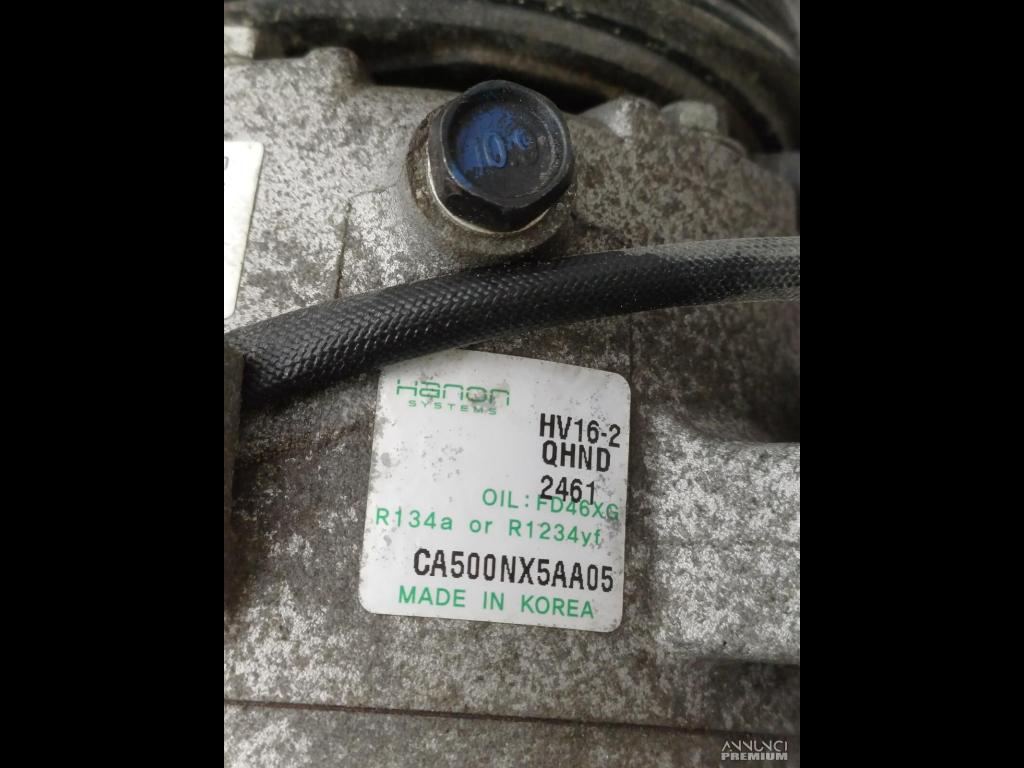 10
Hanon
SYSTEMS
HV16-2
QHND
2461
OIL:FD46XG
R134a or R1234yf
CA500NX5AA05
MADE IN KOREA
ANNUNCI
PREMIUM